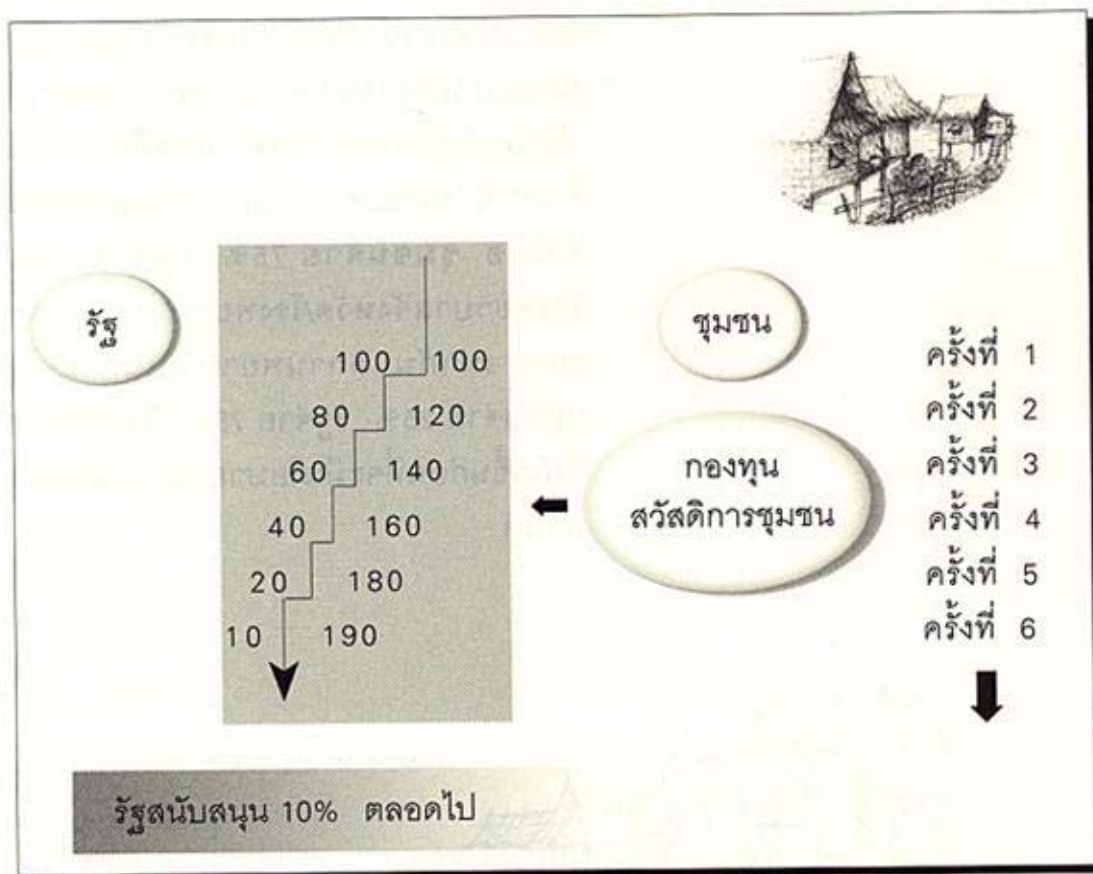 รัฐ
ชุมชน
100 100 ครั้งที่ 1
80 120 ครั้งที่ 2
60 140 ครั้งที่ 3
40 160 ครั้งที่ 4
20 180 ครั้งที่ 5
10 190 ครั้งที่ 6
กองทุน
สวัสดิการชุมชน
รัฐสนับสนุน 10% ตลอดไป